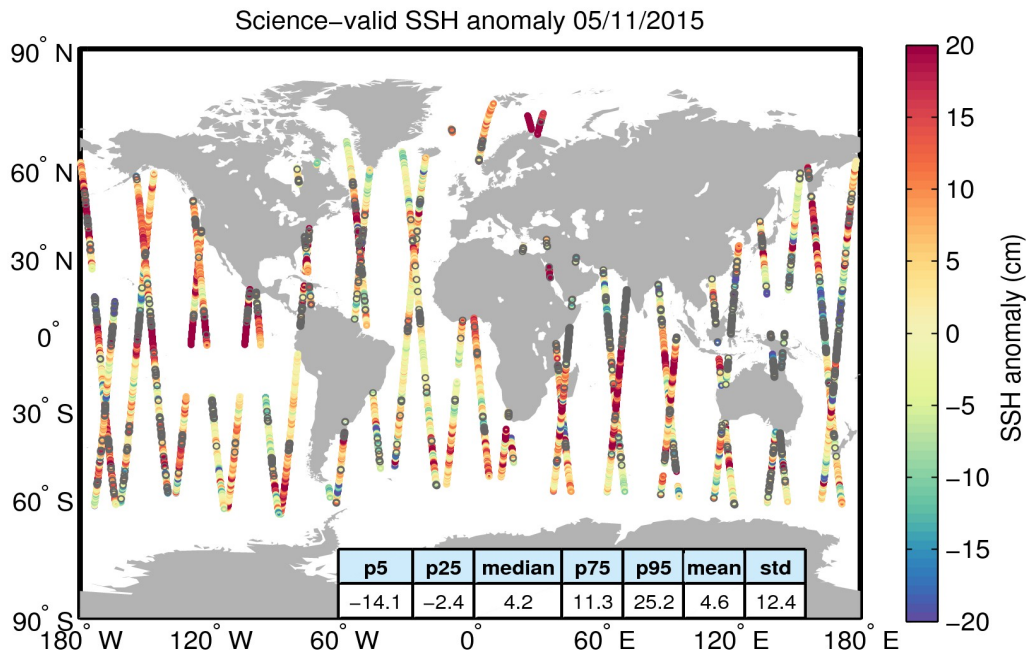 Science−valid SSH anomaly 05/11/2015
90° N
60° N
30° N
0°
30° S
60° S
90° S
180° W
120° W
60° W
0°
60° E
120° E
180° E
p5 p25 median p75 p95 mean std
−14.1 −2.4 4.2 11.3 25.2 4.6 12.4
20
15
10
5
0
−5
−10
−15
−20
SSH anomaly (cm)